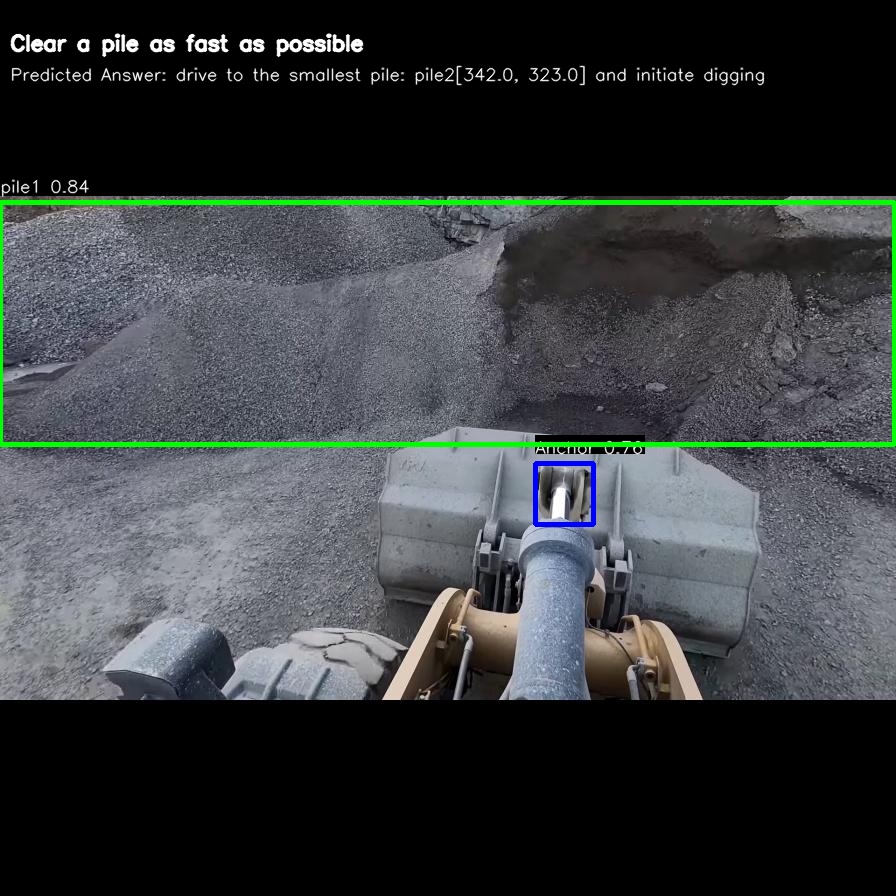 Clear a pile as fast as possible
Predicted Answer: drive to the smallest pile: pile2[342.0, 323.0] and initiate digging
pile1 0.84
Anchor 0.76